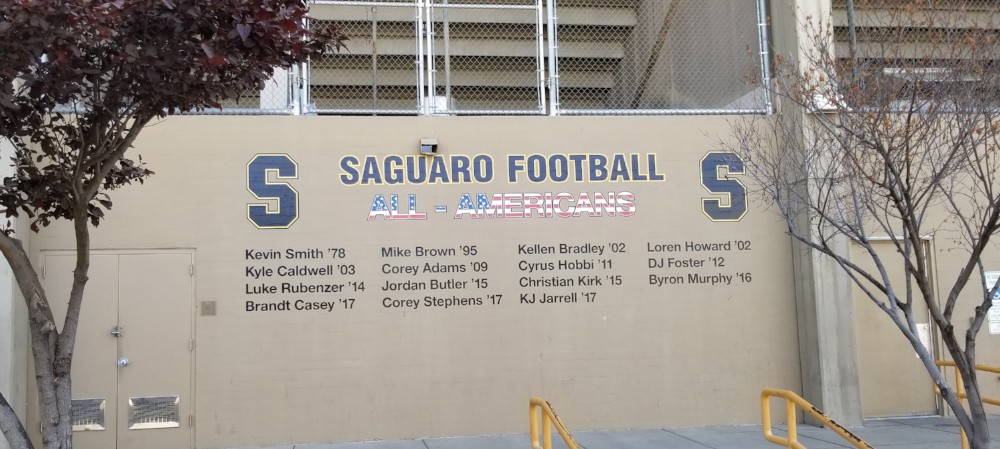 S
SAGUARO FOOTBALL
S
ALL - AMERICANS
Kevin Smith '78
Kyle Caldwell '03
Luke Rubenzer '14
Brandt Casey '17
Mike Brown '95
Corey Adams '09
Jordan Butler '15
Corey Stephens '17
Kellen Bradley '02
Cyrus Hobbi '11
Christian Kirk '15
KJ Jarrell '17
Loren Howard '02
DJ Foster '12
Byron Murphy '16